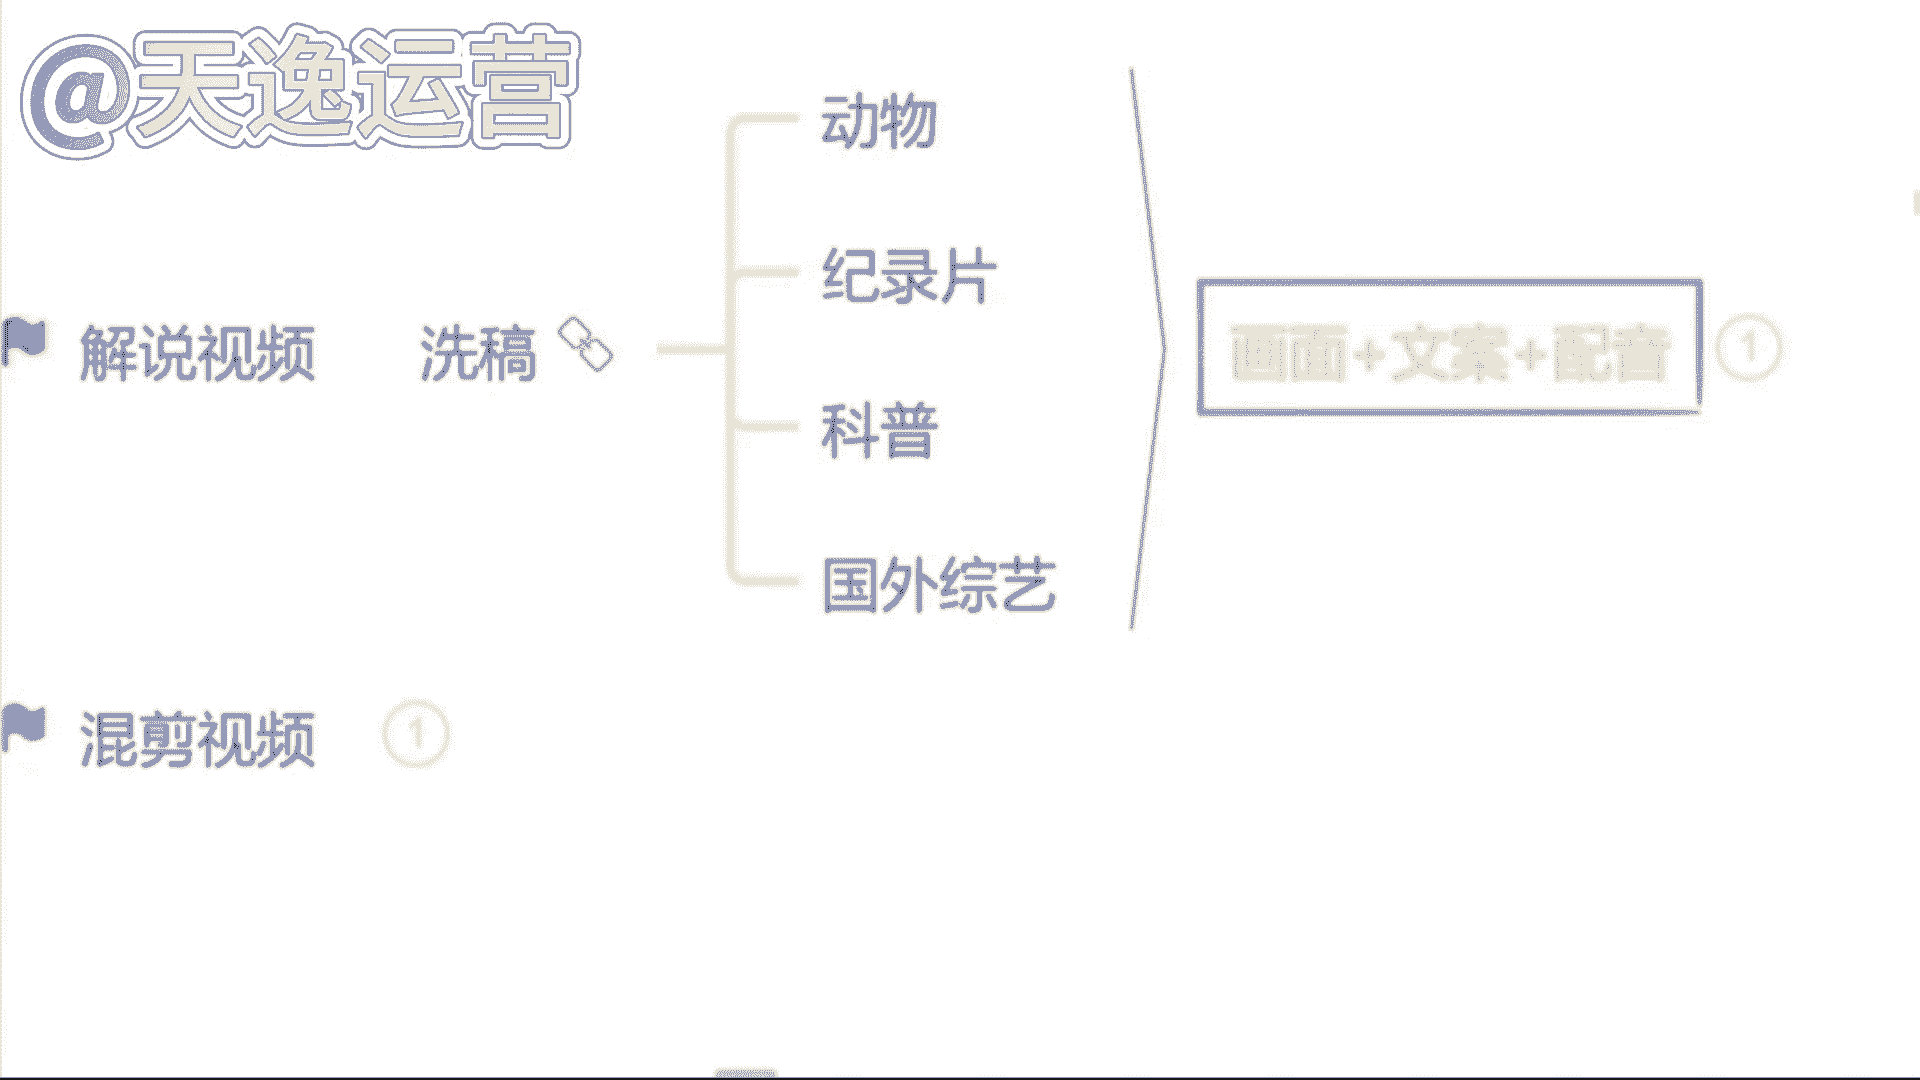 @天逸运营
动物
纪录片
解说视频 洗稿 画面+文案+配音 1
科普
国外综艺
混剪视频 1